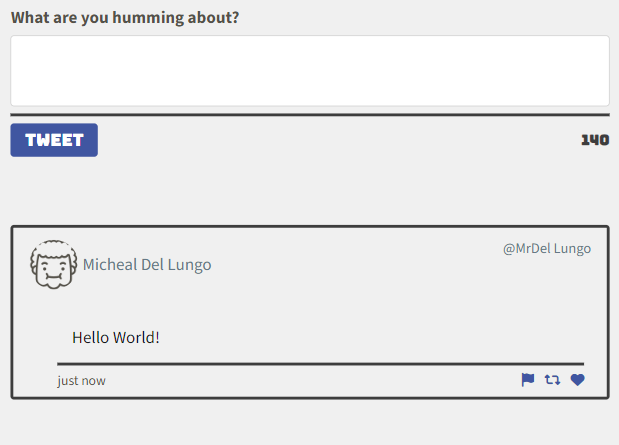 What are you humming about?
TWEET
140
@MrDel Lungo
Micheal Del Lungo
Hello World!
just now